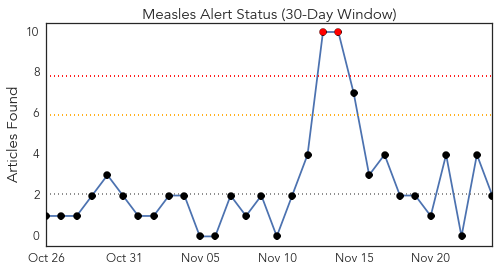 Measles Alert Status (30-Day Window)
Articles Found
10
8
6
4
2
0
Oct 26 Oct 31 Nov 05 Nov 10 Nov 15 Nov 20